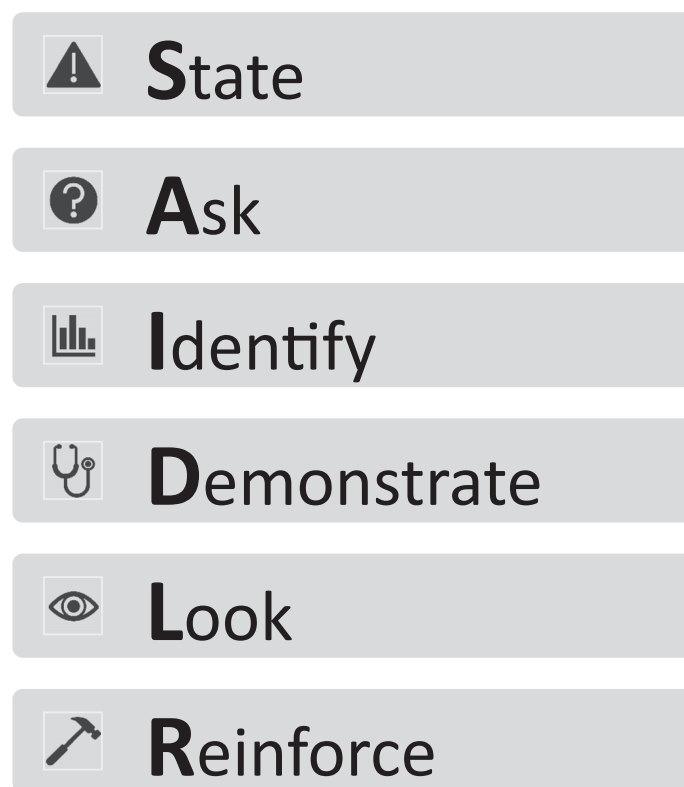 State
Ask
Identify
Demonstrate
Look
Reinforce